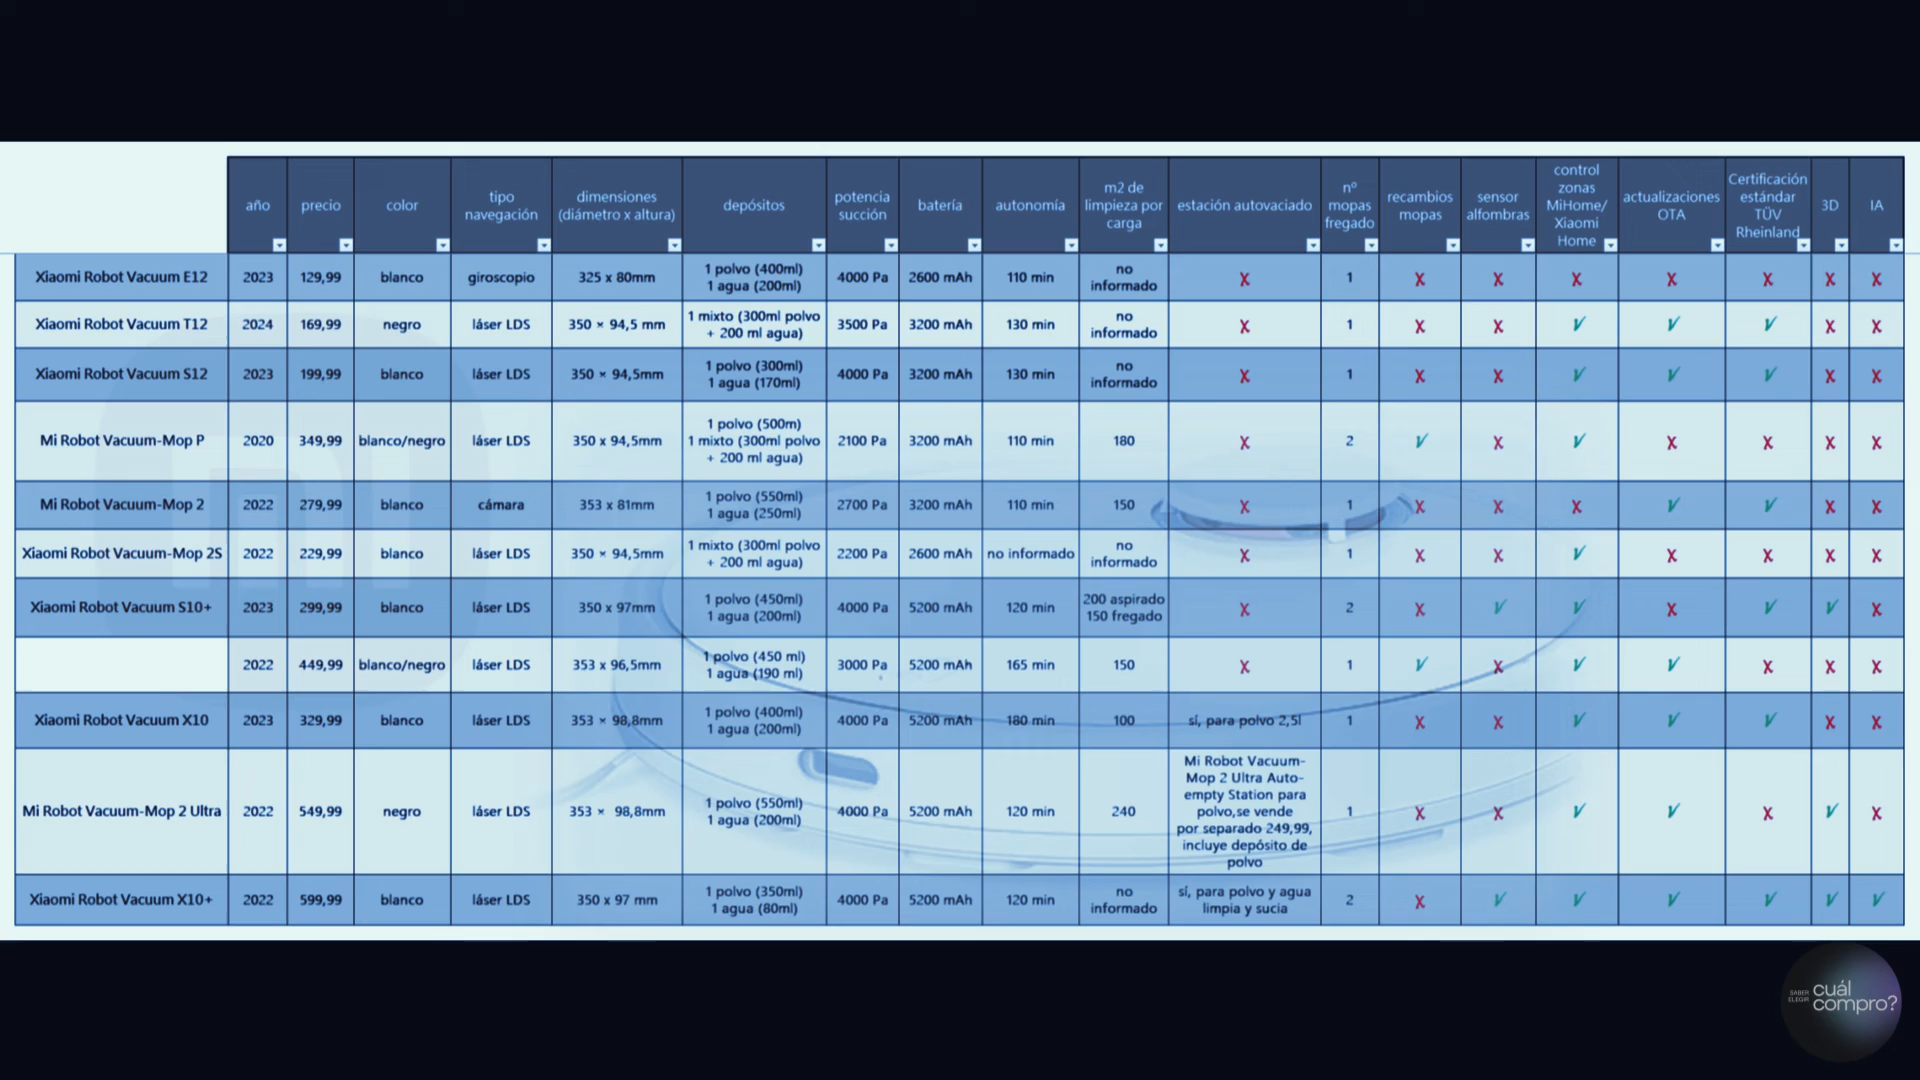 año precio color tipo navegación dimensiones (diámetro x altura) depósitos potencia succión batería autonomía m2 de limpieza por carga estación autovaciado nº mopas fregado recambios mopas sensor alfombras control zonas MiHome/ Xiaomi Home actualizaciones OTA Certificación estándar TÜV Rheinland 3D IA
Xiaomi Robot Vacuum E12 2023 129,99 blanco giroscopio 325 x 80mm 1 polvo (400ml) 1 agua (200ml) 4000 Pa 2600 mAh 110 min no informado X 1 X X X X X X X
Xiaomi Robot Vacuum T12 2024 169,99 negro láser LDS 350 × 94,5 mm 1 mixto (300ml polvo + 200 ml agua) 3500 Pa 3200 mAh 130 min no informado X 1 X X V V V X X
Xiaomi Robot Vacuum S12 2023 199,99 blanco láser LDS 350 × 94,5mm 1 polvo (300ml) 1 agua (170ml) 4000 Pa 3200 mAh 130 min no informado X 1 X X V V V X X
Mi Robot Vacuum-Mop P 2020 349,99 blanco/negro láser LDS 350 x 94,5mm 1 polvo (500m) 1 mixto (300ml polvo + 200 ml agua) 2100 Pa 3200 mAh 110 min 180 X 2 V X V X X X X
Mi Robot Vacuum-Mop 2 2022 279,99 blanco cámara 353 x 81mm 1 polvo (550ml) 1 agua (250ml) 2700 Pa 3200 mAh 110 min 150 X 1 X X X V V X X
Xiaomi Robot Vacuum-Mop 2S 2022 229,99 blanco láser LDS 350 x 94,5mm 1 mixto (300ml polvo + 200 ml agua) 2200 Pa 2600 mAh no informado no informado X 1 X X V X X X X
Xiaomi Robot Vacuum S10+ 2023 299,99 blanco láser LDS 350 x 97mm 1 polvo (450ml) 1 agua (200ml) 4000 Pa 5200 mAh 120 min 200 aspirado 150 fregado X 2 X V V X V V X
2022 449,99 blanco/negro láser LDS 353 x 96,5mm 1 polvo (450 ml) 1 agua (190 ml) 3000 Pa 5200 mAh 165 min 150 X 1 V X V V X X X
Xiaomi Robot Vacuum X10 2023 329,99 blanco láser LDS 353 × 98,8mm 1 polvo (400ml) 1 agua (200ml) 4000 Pa 5200 mAh 180 min 100 sí, para polvo 2,5l 1 X X V V V X X
Mi Robot Vacuum-Mop 2 Ultra 2022 549,99 negro láser LDS 353 × 98,8mm 1 polvo (550ml) 1 agua (200ml) 4000 Pa 5200 mAh 120 min 240 Mi Robot Vacuum-Mop 2 Ultra Auto-empty Station para polvo,se vende por separado 249,99, incluye depósito de polvo 1 X X V V X V X
Xiaomi Robot Vacuum X10+ 2022 599,99 blanco láser LDS 350 x 97 mm 1 polvo (350ml) 1 agua (80ml) 4000 Pa 5200 mAh 120 min no informado sí, para polvo y agua limpia y sucia 2 X V V V V V V
SABER ELEGIR
cuál
compro?